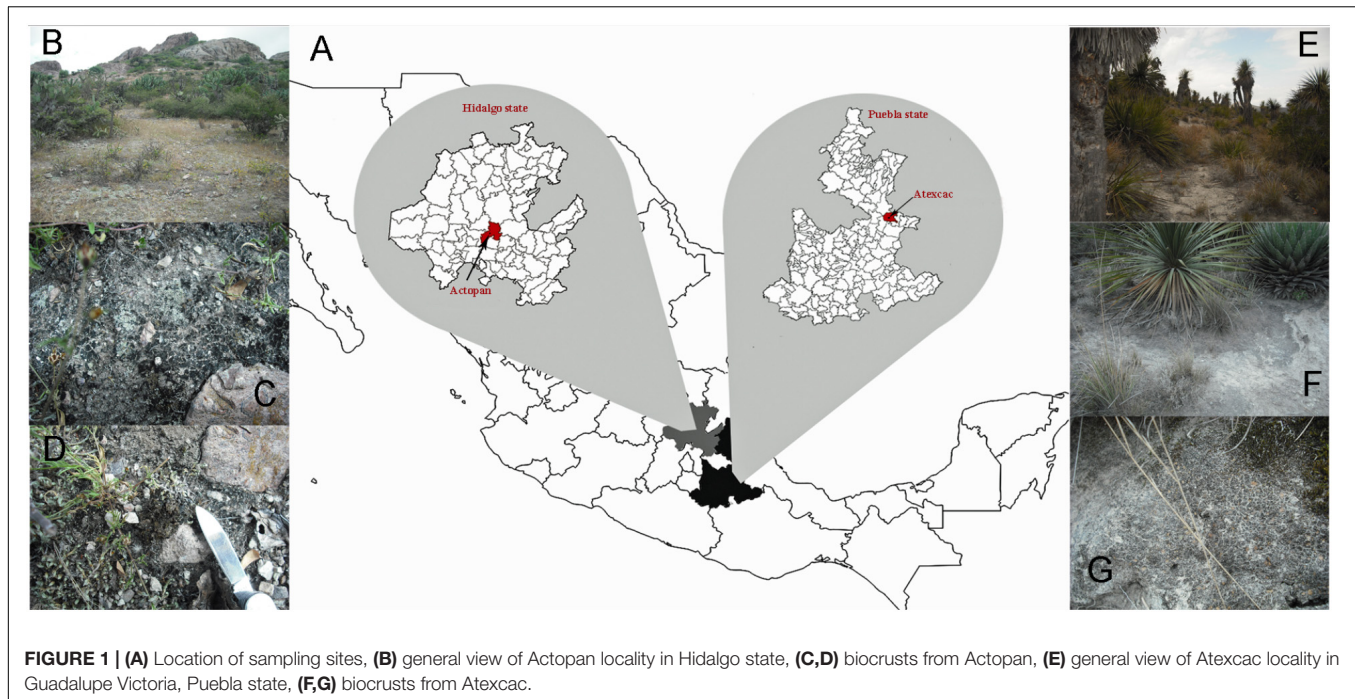 B
A
E
Hidalgo state
Puebla state
Atexcac
Actopan
C
F
D
G
FIGURE 1 | (A) Location of sampling sites, (B) general view of Actopan locality in Hidalgo state, (C,D) biocrusts from Actopan, (E) general view of Atexcac locality in
Guadalupe Victoria, Puebla state, (F,G) biocrusts from Atexcac.